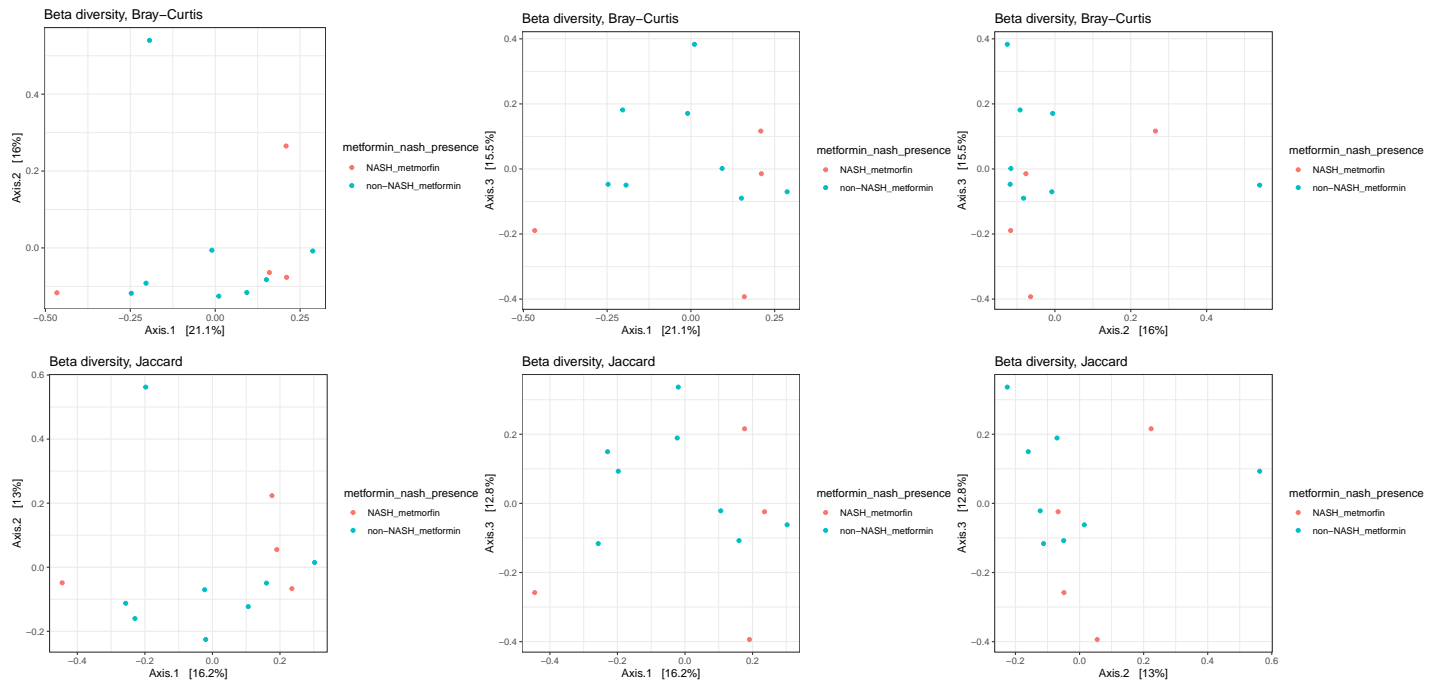 Beta diversity, Bray−Curtis
0.4
0.2
0.0
Axis.2 [16%]
−0.50
−0.25
0.00
0.25
Axis.1 [21.1%]
metformin_nash_presence
NASH_metmorfin
non−NASH_metformin
Beta diversity, Bray−Curtis
0.4
0.2
0.0
−0.2
−0.4
Axis.3 [15.5%]
−0.50
−0.25
0.00
0.25
Axis.1 [21.1%]
metformin_nash_presence
NASH_metmorfin
non−NASH_metformin
Beta diversity, Bray−Curtis
0.4
0.2
0.0
−0.2
−0.4
Axis.3 [15.5%]
0.0
0.2
0.4
Axis.2 [16%]
metformin_nash_presence
NASH_metmorfin
non−NASH_metformin
Beta diversity, Jaccard
0.6
0.4
0.2
0.0
−0.2
Axis.2 [13%]
−0.4
−0.2
0.0
0.2
Axis.1 [16.2%]
metformin_nash_presence
NASH_metmorfin
non−NASH_metformin
Beta diversity, Jaccard
0.2
0.0
−0.2
−0.4
Axis.3 [12.8%]
−0.4
−0.2
0.0
0.2
Axis.1 [16.2%]
metformin_nash_presence
NASH_metmorfin
non−NASH_metformin
Beta diversity, Jaccard
0.2
0.0
−0.2
−0.4
Axis.3 [12.8%]
−0.2
0.0
0.2
0.4
0.6
Axis.2 [13%]
metformin_nash_presence
NASH_metmorfin
non−NASH_metformin